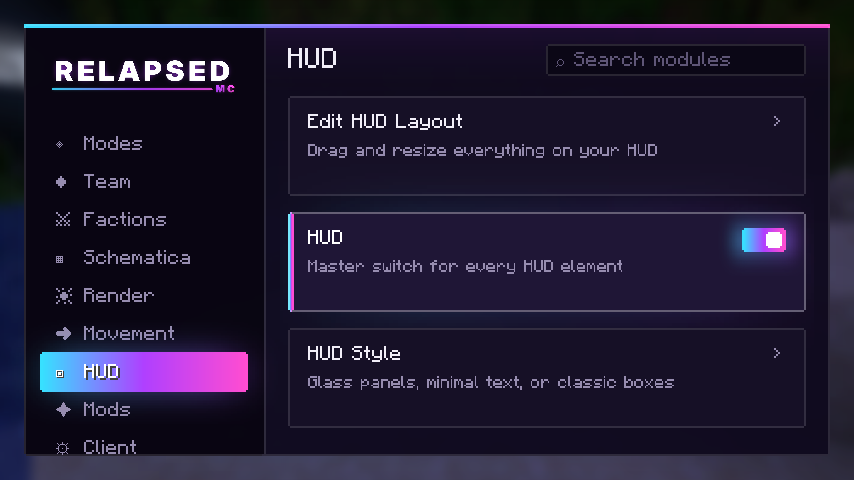 RELAPSED
MC
Modes
Team
Factions
Schematica
Render
Movement
HUD
Mods
Client
HUD
Search modules
Edit HUD Layout
Drag and resize everything on your HUD
HUD
Master switch for every HUD element
HUD Style
Glass panels, minimal text, or classic boxes